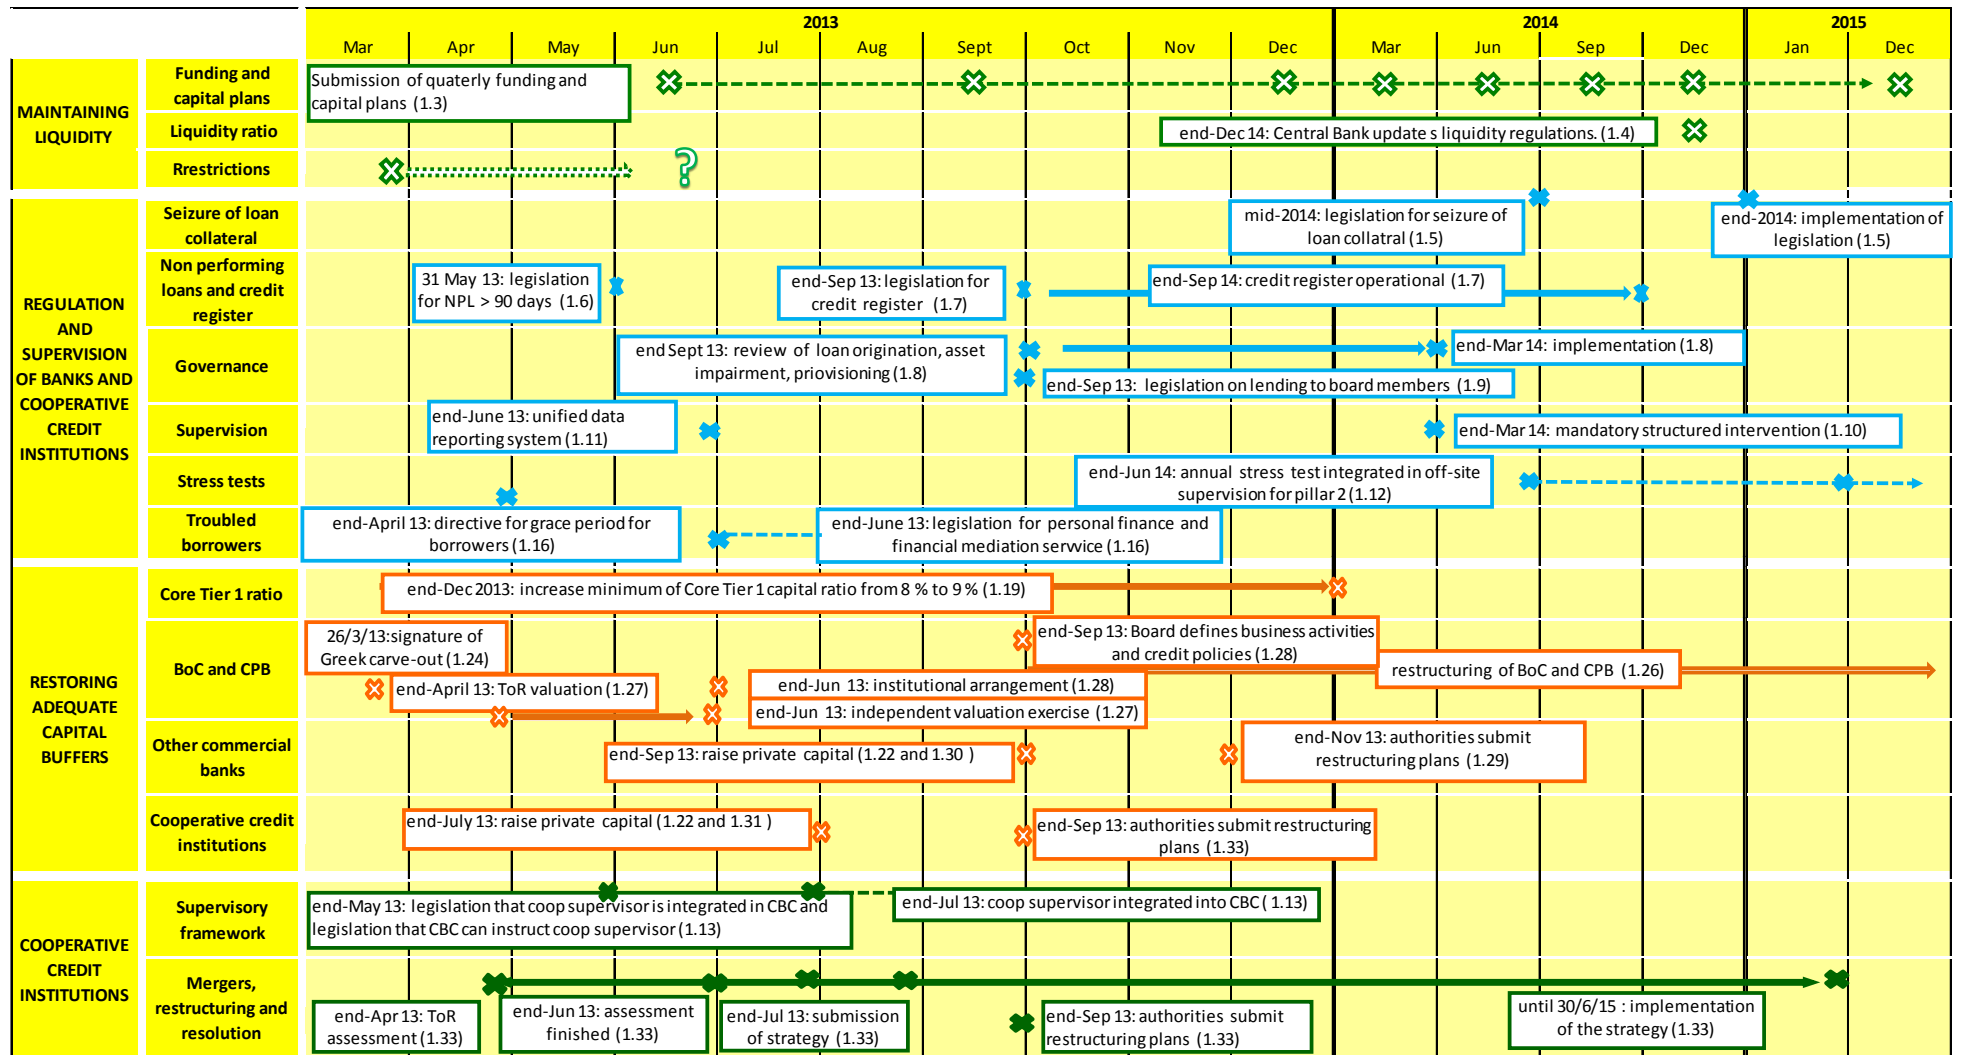 2013
2014
2015
Mar
Apr
May
Jun
Jul
Aug
Sept
Oct
Nov
Dec
Mar
Jun
Sep
Dec
Jan
Dec
MAINTAINING
LIQUIDITY
Funding and
capital plans
Submission of quaterly funding and
capital plans (1.3)
Liquidity ratio
end-Dec 14: Central Bank update s liquidity regulations. (1.4)
Rrestrictions
?
REGULATION
AND
SUPERVISION
OF BANKS AND
COOPERATIVE
CREDIT
INSTITUTIONS
Seizure of loan
collateral
mid-2014: legislation for seizure of
loan collatral (1.5)
end-2014: implementation of
legislation (1.5)
Non performing
loans and credit
register
31 May 13: legislation
for NPL > 90 days (1.6)
end-Sep 13: legislation for
credit register (1.7)
end-Sep 14: credit register operational (1.7)
Governance
end Sept 13: review of loan origination, asset
impairment, priovisioning (1.8)
end-Mar 14: implementation (1.8)
end-Sep 13: legislation on lending to board members (1.9)
Supervision
end-June 13: unified data
reporting system (1.11)
end-Mar 14: mandatory structured intervention (1.10)
Stress tests
end-Jun 14: annual stress test integrated in off-site
supervision for pillar 2 (1.12)
Troubled
borrowers
end-April 13: directive for grace period for
borrowers (1.16)
end-June 13: legislation for personal finance and
financial mediation servvice (1.16)
RESTORING
ADEQUATE
CAPITAL
BUFFERS
Core Tier 1 ratio
end-Dec 2013: increase minimum of Core Tier 1 capital ratio from 8 % to 9 % (1.19)
BoC and CPB
26/3/13:signature of
Greek carve-out (1.24)
end-April 13: ToR valuation (1.27)
end-Jun 13: institutional arrangement (1.28)
end-Jun 13: independent valuation exercise (1.27)
end-Sep 13: Board defines business activities
and credit policies (1.28)
restructuring of BoC and CPB (1.26)
Other commercial
banks
end-Sep 13: raise private capital (1.22 and 1.30 )
end-Nov 13: authorities submit
restructuring plans (1.29)
Cooperative credit
institutions
end-July 13: raise private capital (1.22 and 1.31 )
end-Sep 13: authorities submit restructuring
plans (1.33)
COOPERATIVE
CREDIT
INSTITUTIONS
Supervisory
framework
end-May 13: legislation that coop supervisor is integrated in CBC and
legislation that CBC can instruct coop supervisor (1.13)
end-Jul 13: coop supervisor integrated into CBC ( 1.13)
Mergers,
restructuring and
resolution
end-Apr 13: ToR
assessment (1.33)
end-Jun 13: assessment
finished (1.33)
end-Jul 13: submission
of strategy (1.33)
end-Sep 13: authorities submit
restructuring plans (1.33)
until 30/6/15 : implementation
of the strategy (1.33)